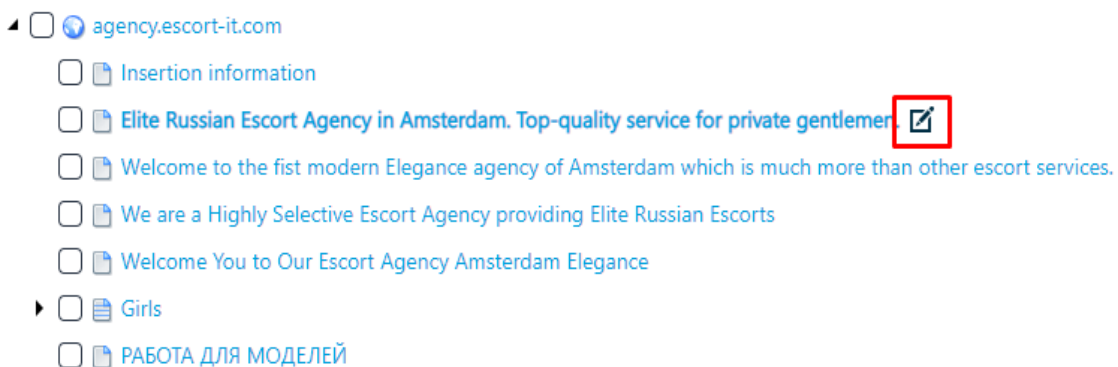 agency.escort-it.com
Insertion information
Elite Russian Escort Agency in Amsterdam. Top-quality service for private gentlemen.
Welcome to the fist modern Elegance agency of Amsterdam which is much more than other escort services.
We are a Highly Selective Escort Agency providing Elite Russian Escorts
Welcome You to Our Escort Agency Amsterdam Elegance
Girls
РАБОТА ДЛЯ МОДЕЛЕЙ